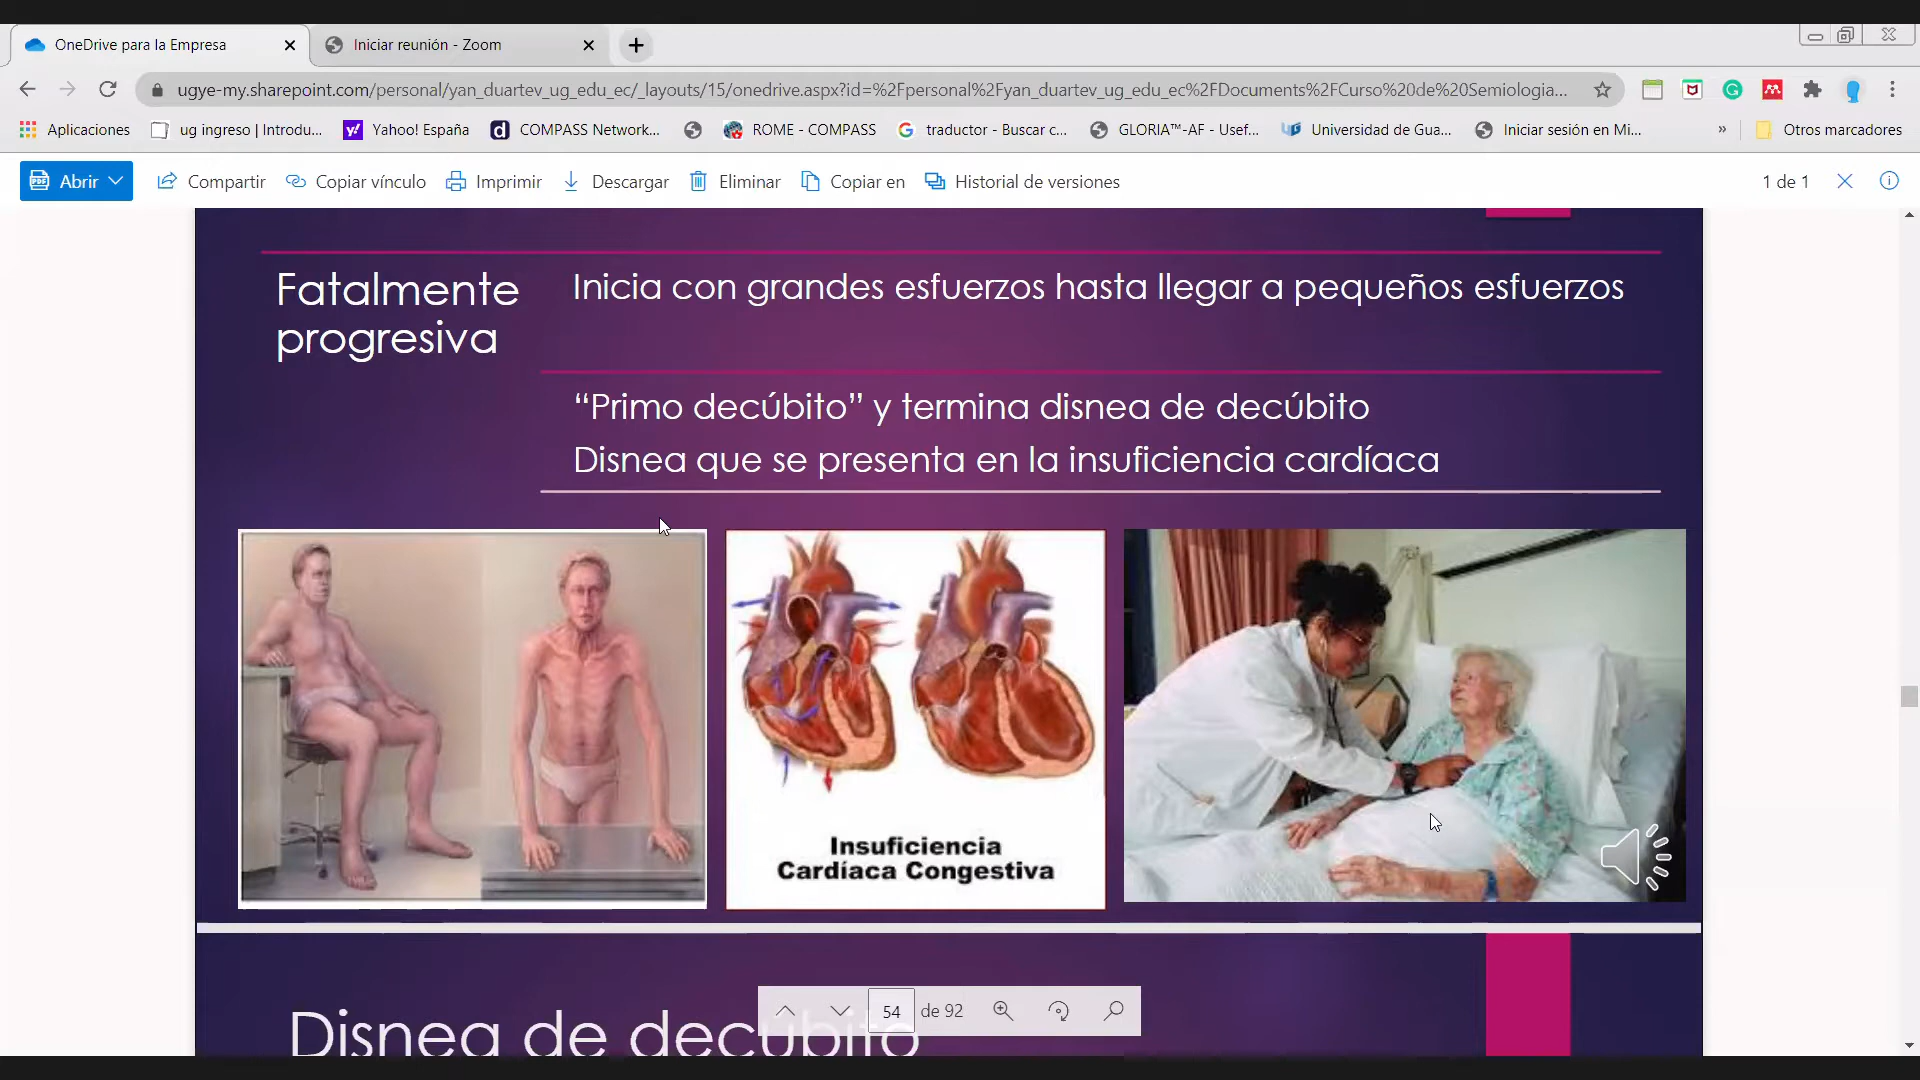 OneDrive para la Empresa
Iniciar reunión - Zoom
ugye-my.sharepoint.com/personal/yan_duartev_ug_edu_ec/_layouts/15/onedrive.aspx?id=%2Fpersonal%2Fyan_duartev_ug_edu_ec%2FDocuments%2FCurso%20de%20Semiologia...
Aplicaciones
ug ingreso | Introdu...
Yahoo! España
COMPASS Network...
ROME - COMPASS
traductor - Buscar c...
GLORIA™-AF - Usef...
Universidad de Gua...
Iniciar sesión en Mi...
»
Otros marcadores
Abrir
Compartir
Copiar vínculo
Imprimir
Descargar
Eliminar
Copiar en
Historial de versiones
1 de 1
Fatalmente
progresiva
Inicia con grandes esfuerzos hasta llegar a pequeños esfuerzos
“Primo decúbito” y termina disnea de decúbito
Disnea que se presenta en la insuficiencia cardíaca
Insuficiencia
Cardíaca Congestiva
Disnea de decúbito
54 de 92